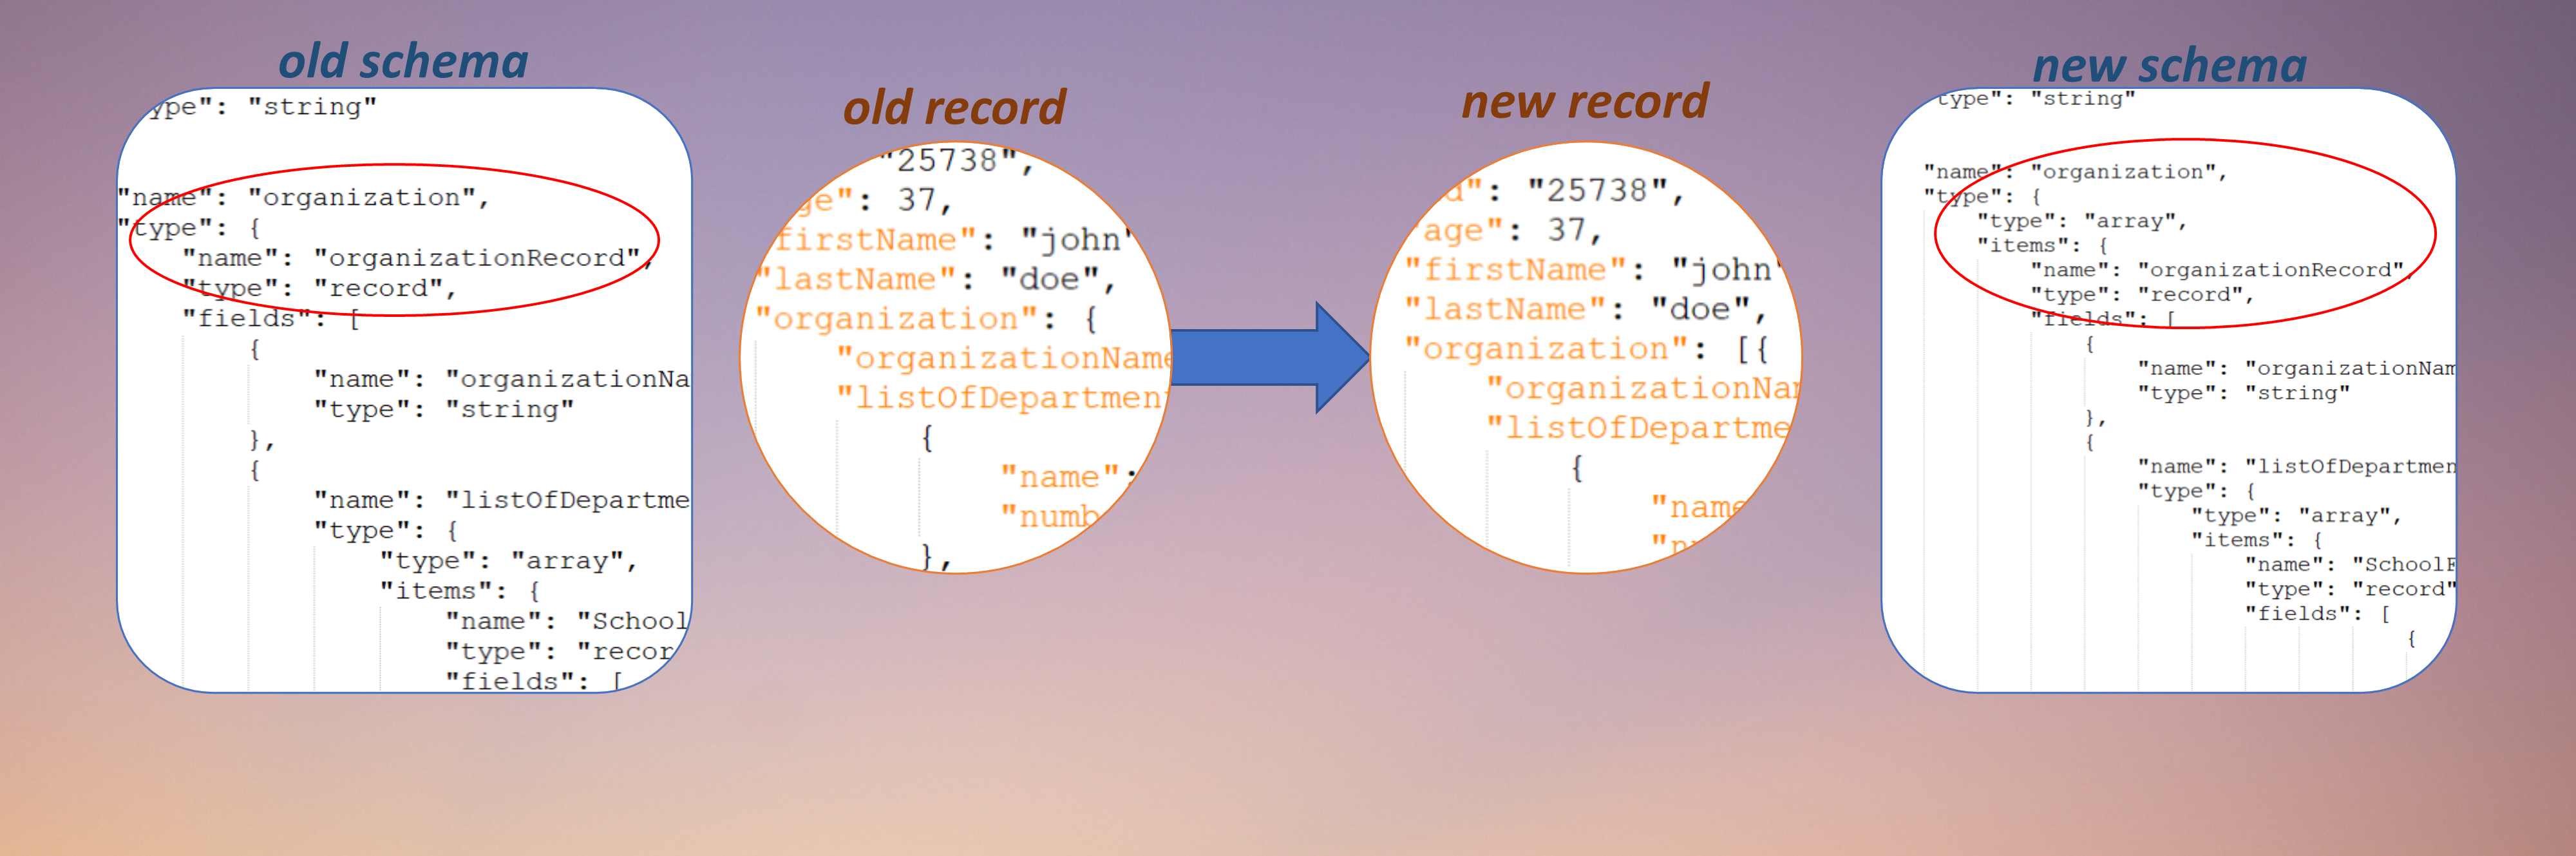 old schema
ype": "string"
"name": "organization",
"type": {
"name": "organizationRecord",
"type": "record",
"fields": [
{
"name": "organizationNa
"type": "string"
},
{
"name": "listOfDepartme
"type": {
"type": "array",
"items": {
"name": "School
"type": "recor
"fields": [
old record
"25738",
ge": 37,
firstName": "john"
"lastName": "doe",
"organization": {
"organizationName
"listOfDepartment
{
"name":
"numb
},
new record
d": "25738",
age": 37,
"firstName": "john"
"lastName": "doe",
"organization": [{
"organizationNam
"listOfDepartme
{
"name
"nu
new schema
type": "string"
"name": "organization",
"type": {
"type": "array",
"items": {
"name": "organizationRecord",
"type": "record",
"fields": [
{
"name": "organizationNam
"type": "string"
},
{
"name": "listOfDepartmen
"type": {
"type": "array",
"items": {
"name": "SchoolF
"type": "record"
"fields": [
{